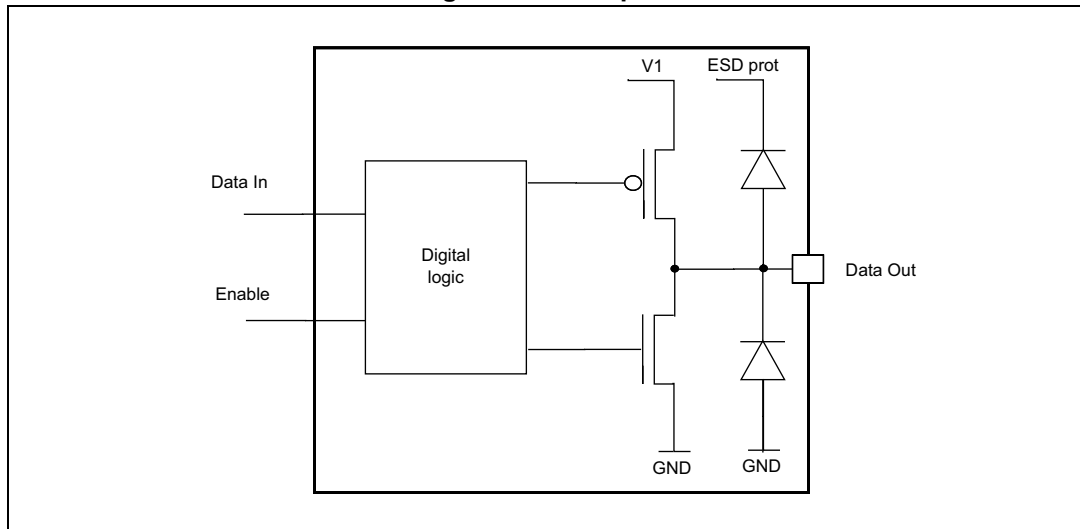 V1
ESD prot
Data In
Digital
logic
Data Out
Enable
GND
GND